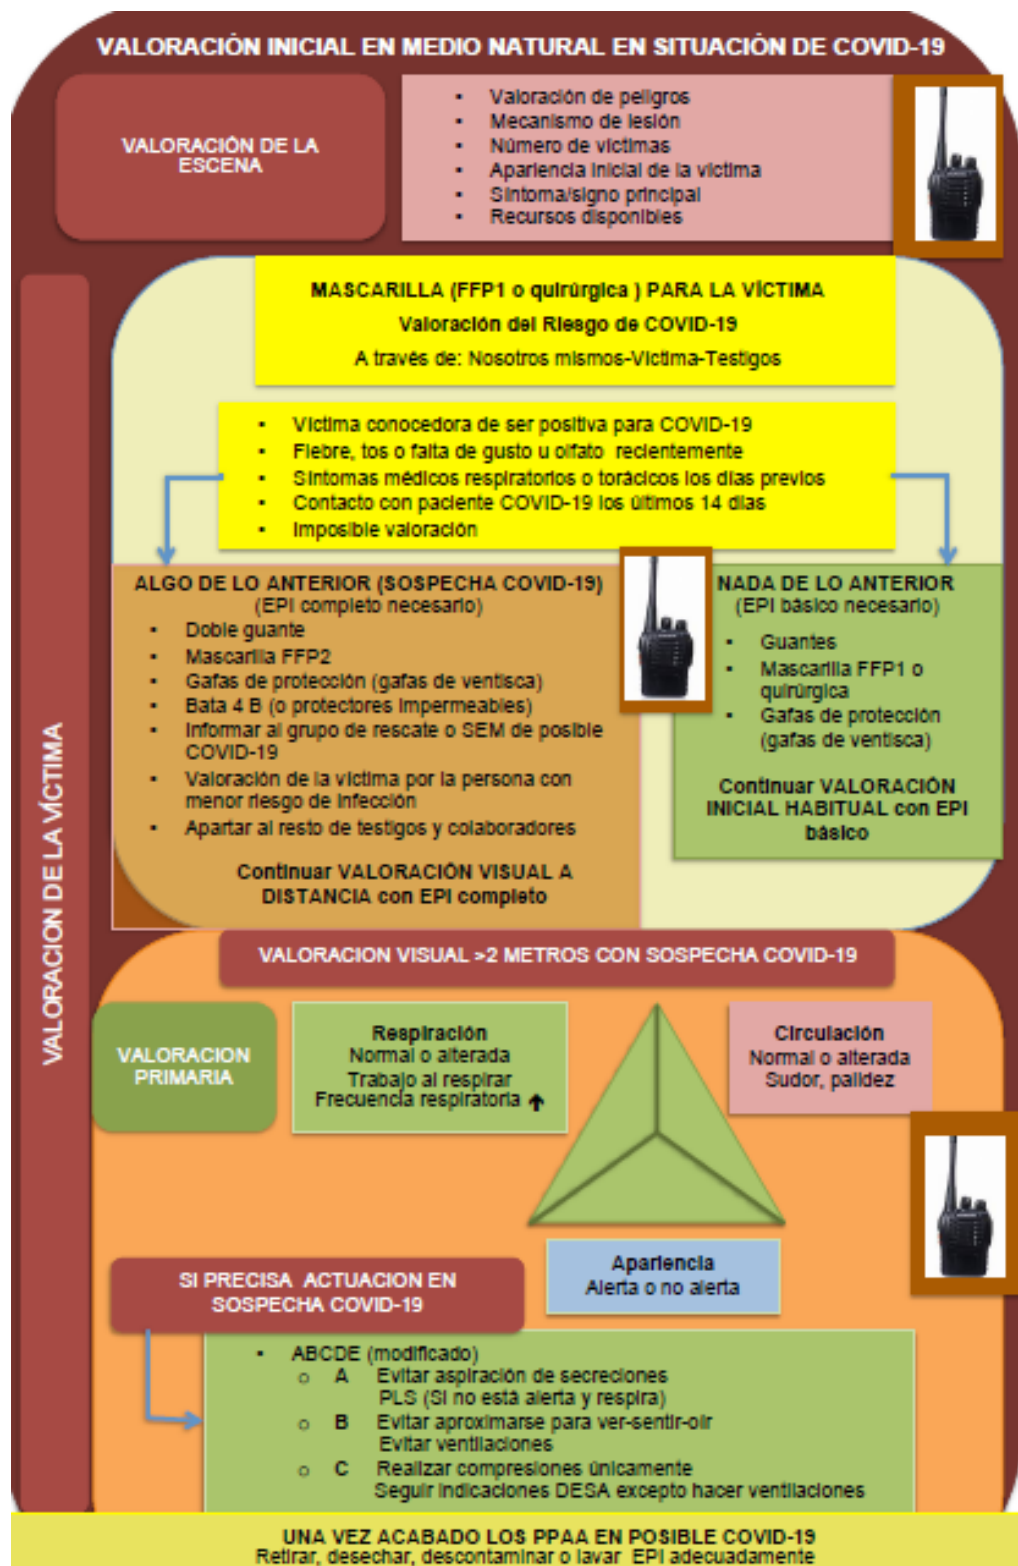 VALORACIÓN INICIAL EN MEDIO NATURAL EN SITUACIÓN DE COVID-19
VALORACIÓN DE LA
ESCENA
▪ Valoración de peligros
▪ Mecanismo de lesión
▪ Número de víctimas
▪ Apariencia inicial de la víctima
▪ Síntoma/signo principal
▪ Recursos disponibles
VALORACION DE LA VÍCTIMA
MASCARILLA (FFP1 o quirúrgica ) PARA LA VÍCTIMA
Valoración del Riesgo de COVID-19
A través de: Nosotros mismos-Víctima-Testigos
▪ Víctima conocedora de ser positiva para COVID-19
▪ Fiebre, tos o falta de gusto u olfato recientemente
▪ Síntomas médicos respiratorios o torácicos los días previos
▪ Contacto con paciente COVID-19 los últimos 14 días
▪ Imposible valoración
ALGO DE LO ANTERIOR (SOSPECHA COVID-19)
(EPI completo necesario)
▪ Doble guante
▪ Mascarilla FFP2
▪ Gafas de protección (gafas de ventisca)
▪ Bata 4 B (o protectores impermeables)
▪ Informar al grupo de rescate o SEM de posible
COVID-19
▪ Valoración de la víctima por la persona con
menor riesgo de infección
▪ Apartar al resto de testigos y colaboradores
Continuar VALORACIÓN VISUAL A
DISTANCIA con EPI completo
NADA DE LO ANTERIOR
(EPI básico necesario)
▪ Guantes
▪ Mascarilla FFP1 o
quirúrgica
▪ Gafas de protección
(gafas de ventisca)
Continuar VALORACIÓN
INICIAL HABITUAL con EPI
básico
VALORACION VISUAL >2 METROS CON SOSPECHA COVID-19
VALORACION
PRIMARIA
Respiración
Normal o alterada
Trabajo al respirar
Frecuencia respiratoria ↑
Circulación
Normal o alterada
Sudor, palidez
Apariencia
Alerta o no alerta
SI PRECISA ACTUACION EN
SOSPECHA COVID-19
▪ ABCDE (modificado)
o A Evitar aspiración de secreciones
PLS (Si no está alerta y respira)
o B Evitar aproximarse para ver-sentir-oir
Evitar ventilaciones
o C Realizar compresiones únicamente
Seguir indicaciones DESA excepto hacer ventilaciones
UNA VEZ ACABADO LOS PPAA EN POSIBLE COVID-19
Retirar, desechar, descontaminar o lavar EPI adecuadamente